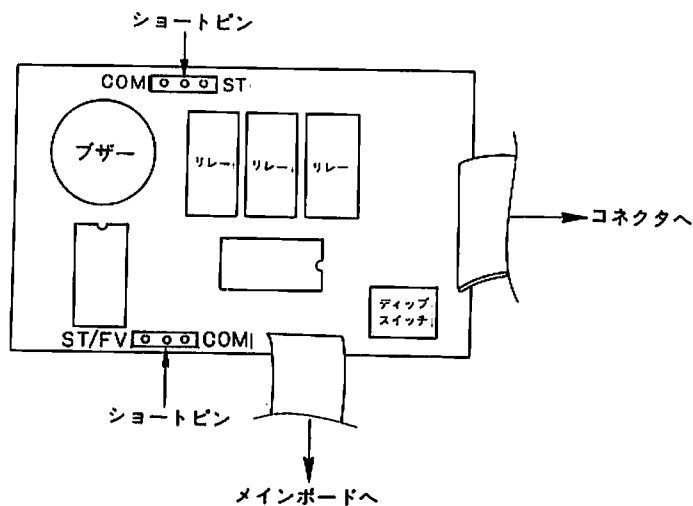 ショートピン
COM ST
ブザー
リレー リレー リレー
コネクタへ
ディップ
スイッチ
ST/FV COM
ショートピン
メインボードへ